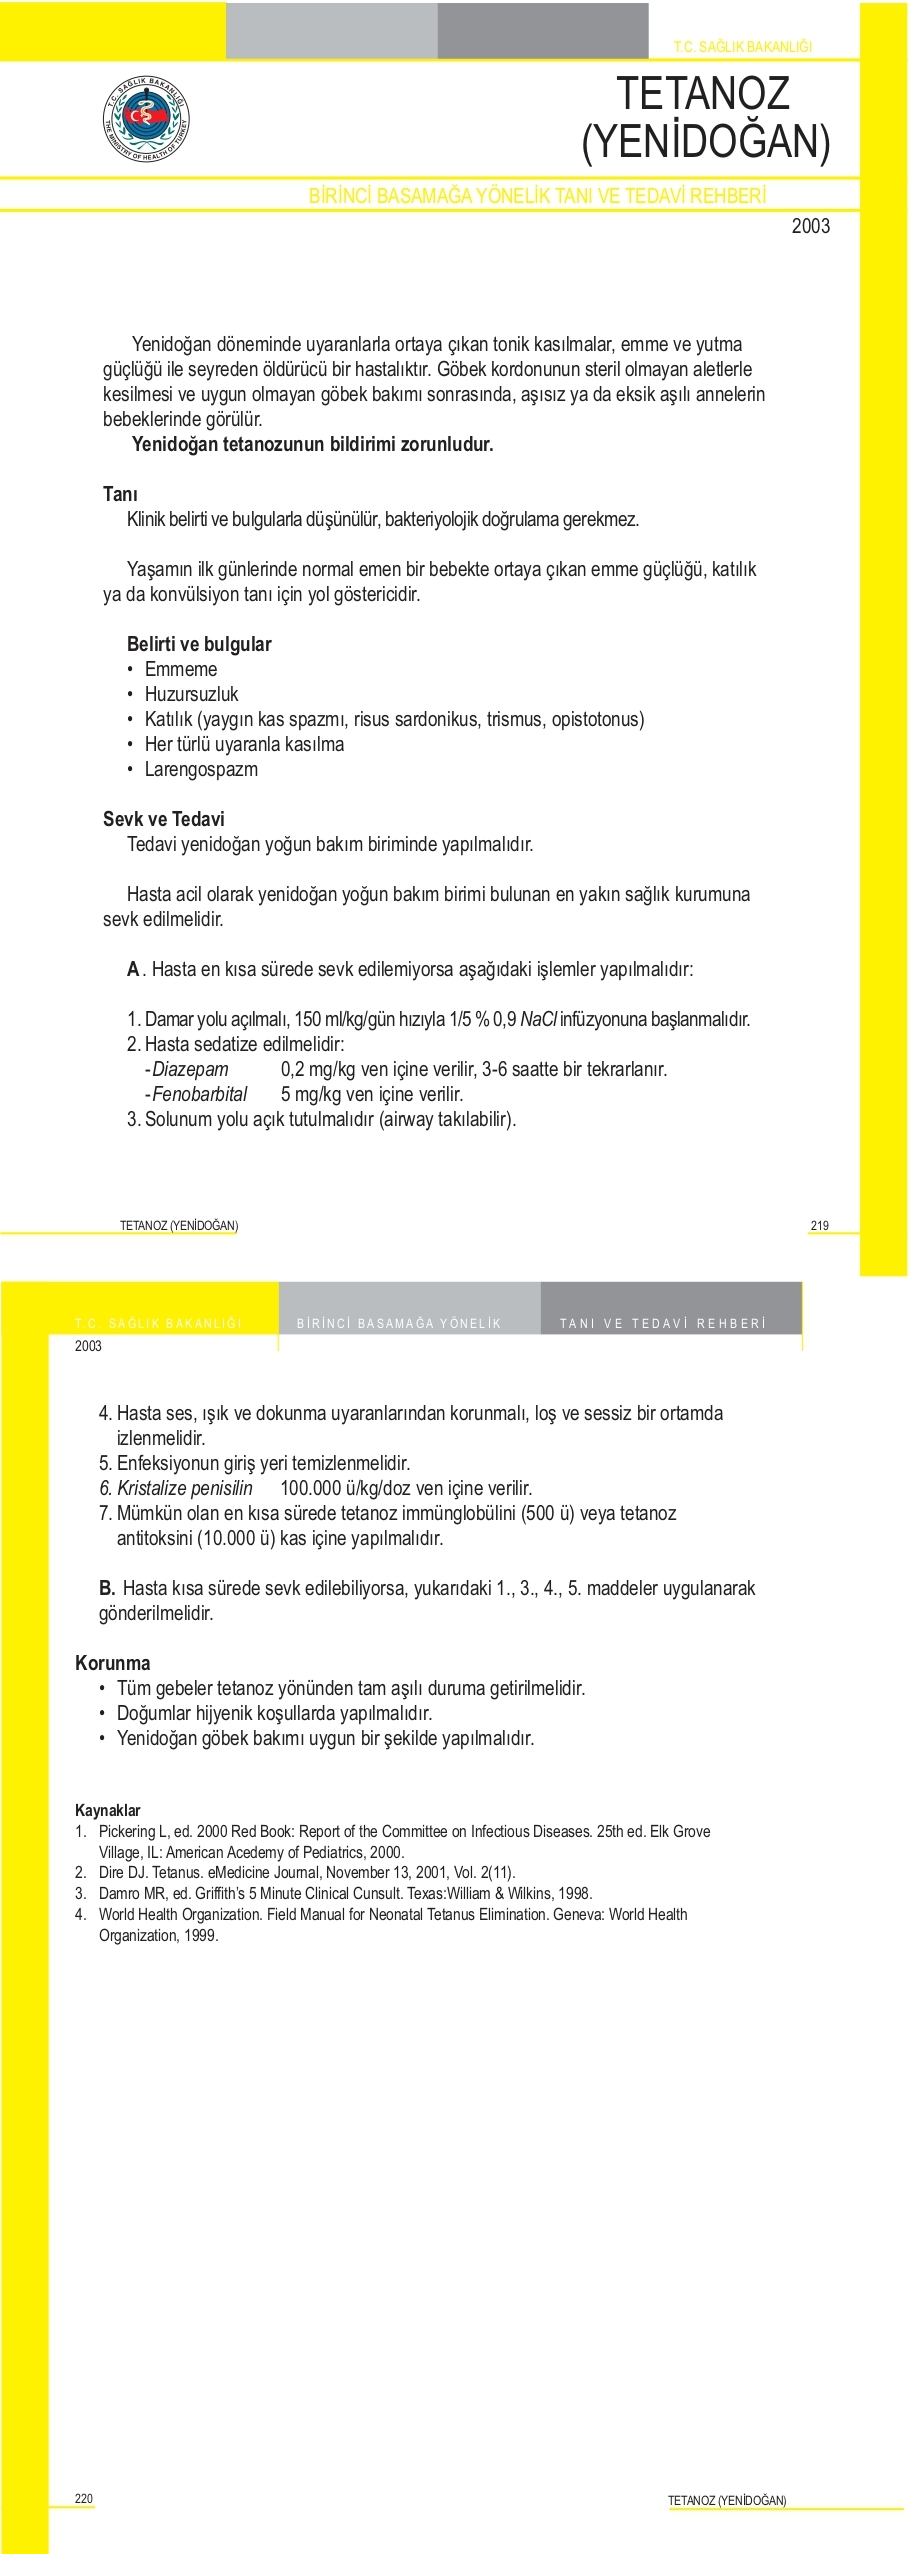 T.C. SAĞLIK BAKANLIĞI
T.C. SAĞLIK BAKANLIĞI
THE MINISTRY OF HEALTH OF TURKEY
TETANOZ
(YENİDOĞAN)
BİRİNCİ BASAMAĞA YÖNELİK TANI VE TEDAVİ REHBERİ
2003
Yenidoğan döneminde uyaranlarla ortaya çıkan tonik kasılmalar, emme ve yutma
güçlüğü ile seyreden öldürücü bir hastalıktır. Göbek kordonunun steril olmayan aletlerle
kesilmesi ve uygun olmayan göbek bakımı sonrasında, aşısız ya da eksik aşılı annelerin
bebeklerinde görülür.
Yenidoğan tetanozunun bildirimi zorunludur.
Tanı
Klinik belirti ve bulgularla düşünülür, bakteriyolojik doğrulama gerekmez.
Yaşamın ilk günlerinde normal emen bir bebekte ortaya çıkan emme güçlüğü, katılık
ya da konvülsiyon tanı için yol göstericidir.
Belirti ve bulgular
• Emmeme
• Huzursuzluk
• Katılık (yaygın kas spazmı, risus sardonikus, trismus, opistotonus)
• Her türlü uyaranla kasılma
• Larengospazm
Sevk ve Tedavi
Tedavi yenidoğan yoğun bakım biriminde yapılmalıdır.
Hasta acil olarak yenidoğan yoğun bakım birimi bulunan en yakın sağlık kurumuna
sevk edilmelidir.
A . Hasta en kısa sürede sevk edilemiyorsa aşağıdaki işlemler yapılmalıdır:
1. Damar yolu açılmalı, 150 ml/kg/gün hızıyla 1/5 % 0,9 NaCl infüzyonuna başlanmalıdır.
2. Hasta sedatize edilmelidir:
- Diazepam 0,2 mg/kg ven içine verilir, 3-6 saatte bir tekrarlanır.
- Fenobarbital 5 mg/kg ven içine verilir.
3. Solunum yolu açık tutulmalıdır (airway takılabilir).
TETANOZ (YENİDOĞAN) 219
T.C. SAĞLIK BAKANLIĞI BİRİNCİ BASAMAĞA YÖNELİK TANI VE TEDAVİ REHBERİ
2003
4. Hasta ses, ışık ve dokunma uyaranlarından korunmalı, loş ve sessiz bir ortamda
izlenmelidir.
5. Enfeksiyonun giriş yeri temizlenmelidir.
6. Kristalize penisilin 100.000 ü/kg/doz ven içine verilir.
7. Mümkün olan en kısa sürede tetanoz immünglobülini (500 ü) veya tetanoz
antitoksini (10.000 ü) kas içine yapılmalıdır.
B. Hasta kısa sürede sevk edilebiliyorsa, yukarıdaki 1., 3., 4., 5. maddeler uygulanarak
gönderilmelidir.
Korunma
• Tüm gebeler tetanoz yönünden tam aşılı duruma getirilmelidir.
• Doğumlar hijyenik koşullarda yapılmalıdır.
• Yenidoğan göbek bakımı uygun bir şekilde yapılmalıdır.
Kaynaklar
1. Pickering L, ed. 2000 Red Book: Report of the Committee on Infectious Diseases. 25th ed. Elk Grove
Village, IL: American Acedemy of Pediatrics, 2000.
2. Dire DJ. Tetanus. eMedicine Journal, November 13, 2001, Vol. 2(11).
3. Damro MR, ed. Griffith's 5 Minute Clinical Cunsult. Texas:William & Wilkins, 1998.
4. World Health Organization. Field Manual for Neonatal Tetanus Elimination. Geneva: World Health
Organization, 1999.
220 TETANOZ (YENİDOĞAN)